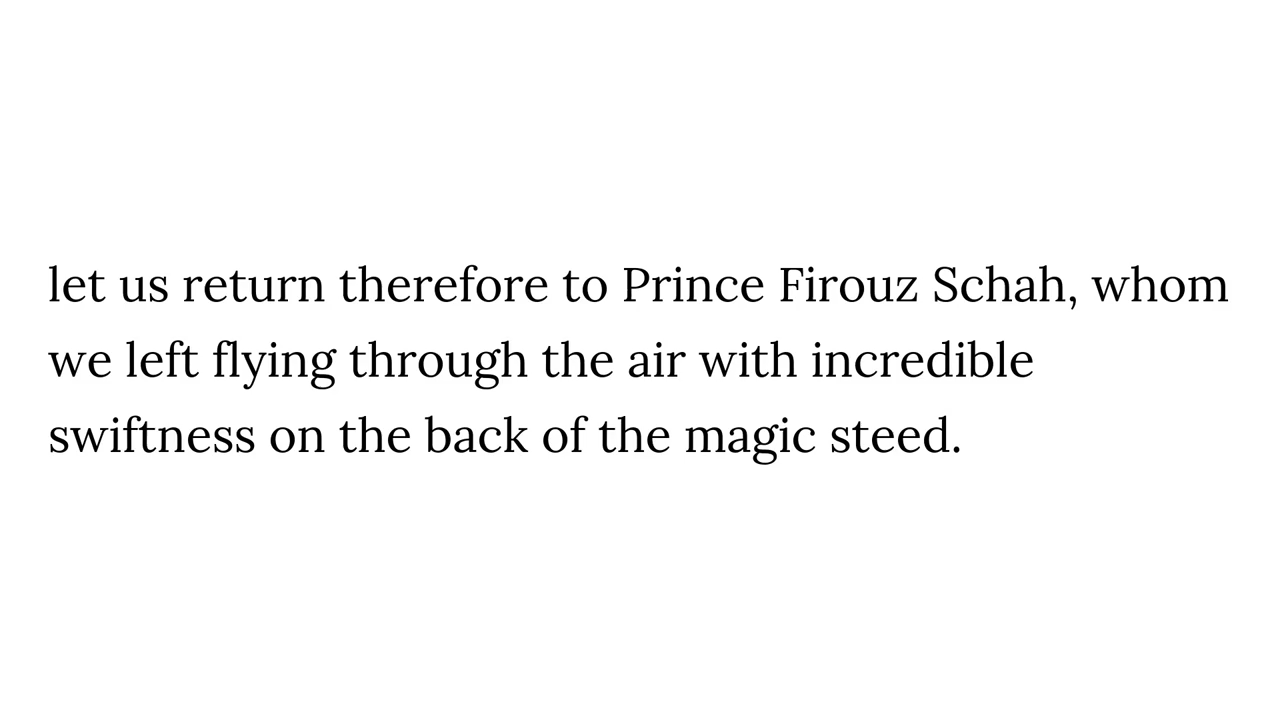 let us return therefore to Prince Firouz Schah, whom
we left flying through the air with incredible
swiftness on the back of the magic steed.